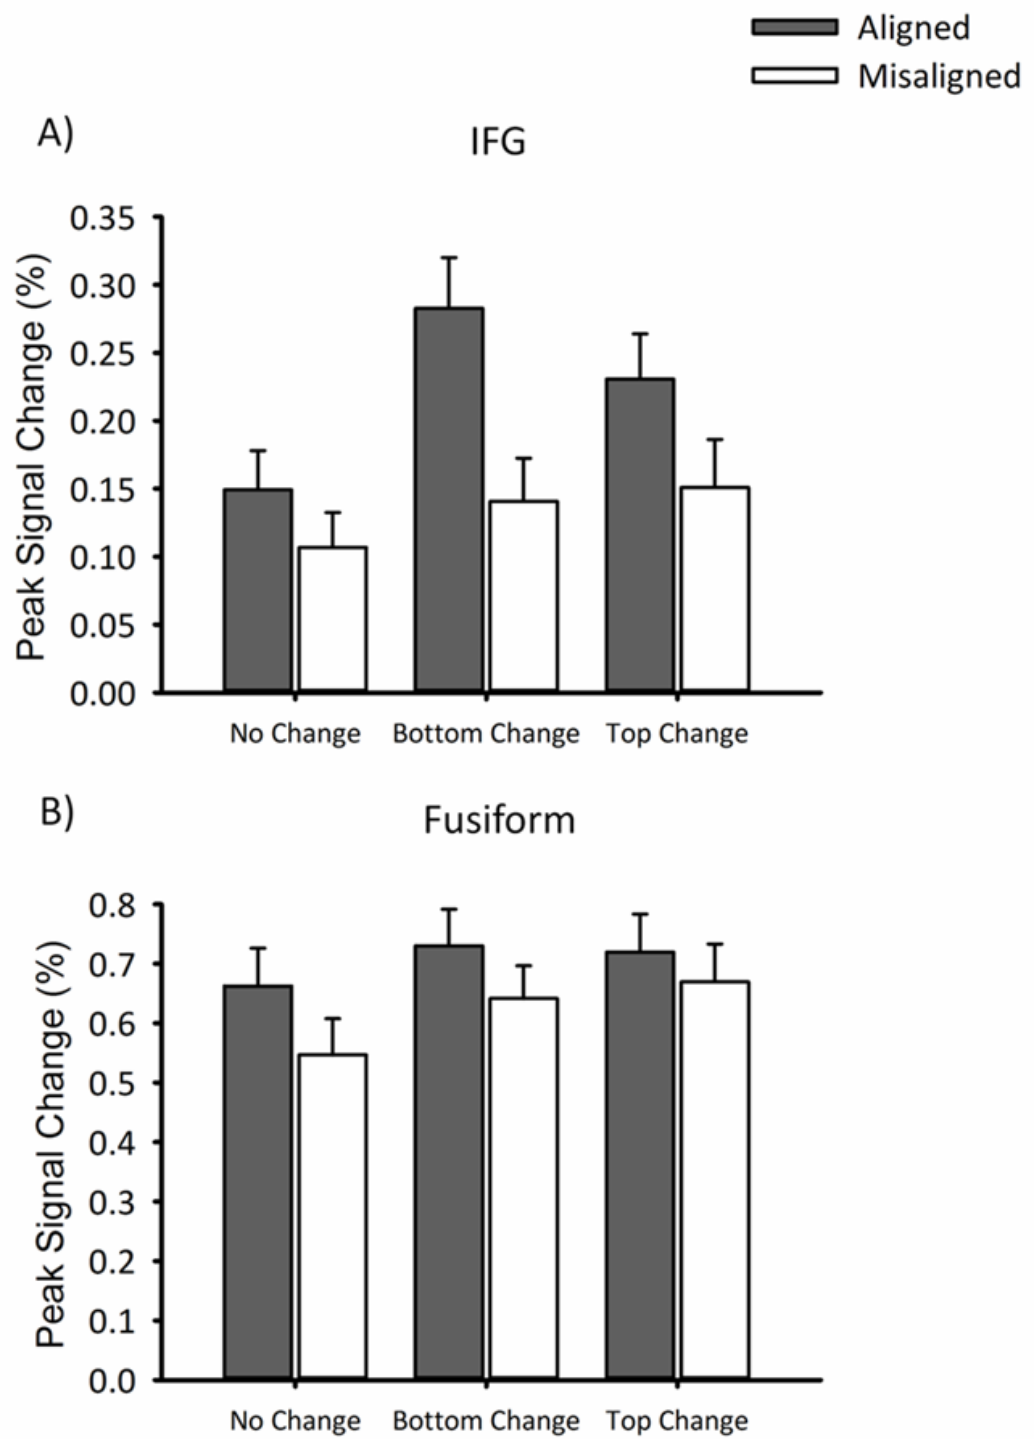 Aligned
Misaligned
A)
IFG
Peak Signal Change (%)
0.35
0.30
0.25
0.20
0.15
0.10
0.05
0.00
No Change Bottom Change Top Change
B)
Fusiform
Peak Signal Change (%)
0.8
0.7
0.6
0.5
0.4
0.3
0.2
0.1
0.0
No Change Bottom Change Top Change